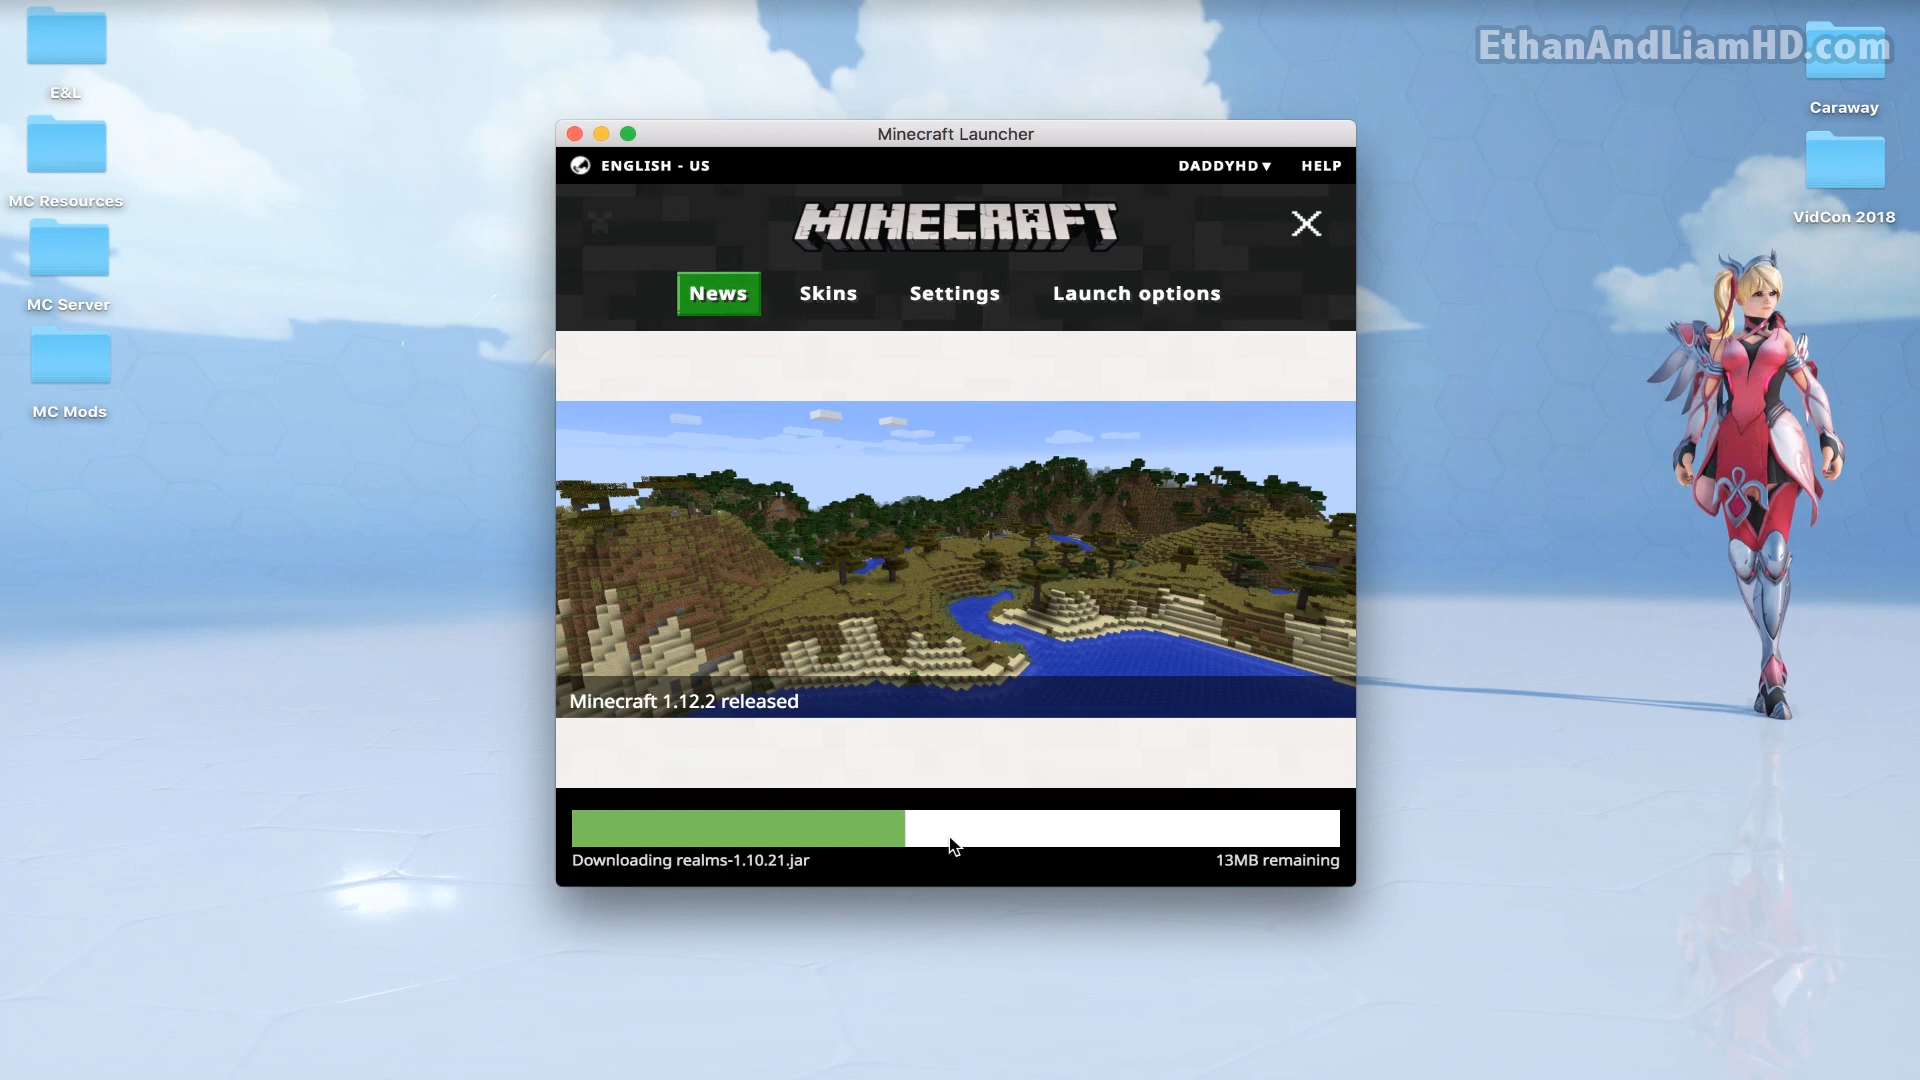 EthanAndLiamHD.com
E&L
Caraway
Minecraft Launcher
ENGLISH - US
DADDYHD▼
HELP
MC Resources
VidCon 2018
MINECRAFT
News
Skins
Settings
Launch options
MC Server
MC Mods
Minecraft 1.12.2 released
Downloading realms-1.10.21.jar
13MB remaining